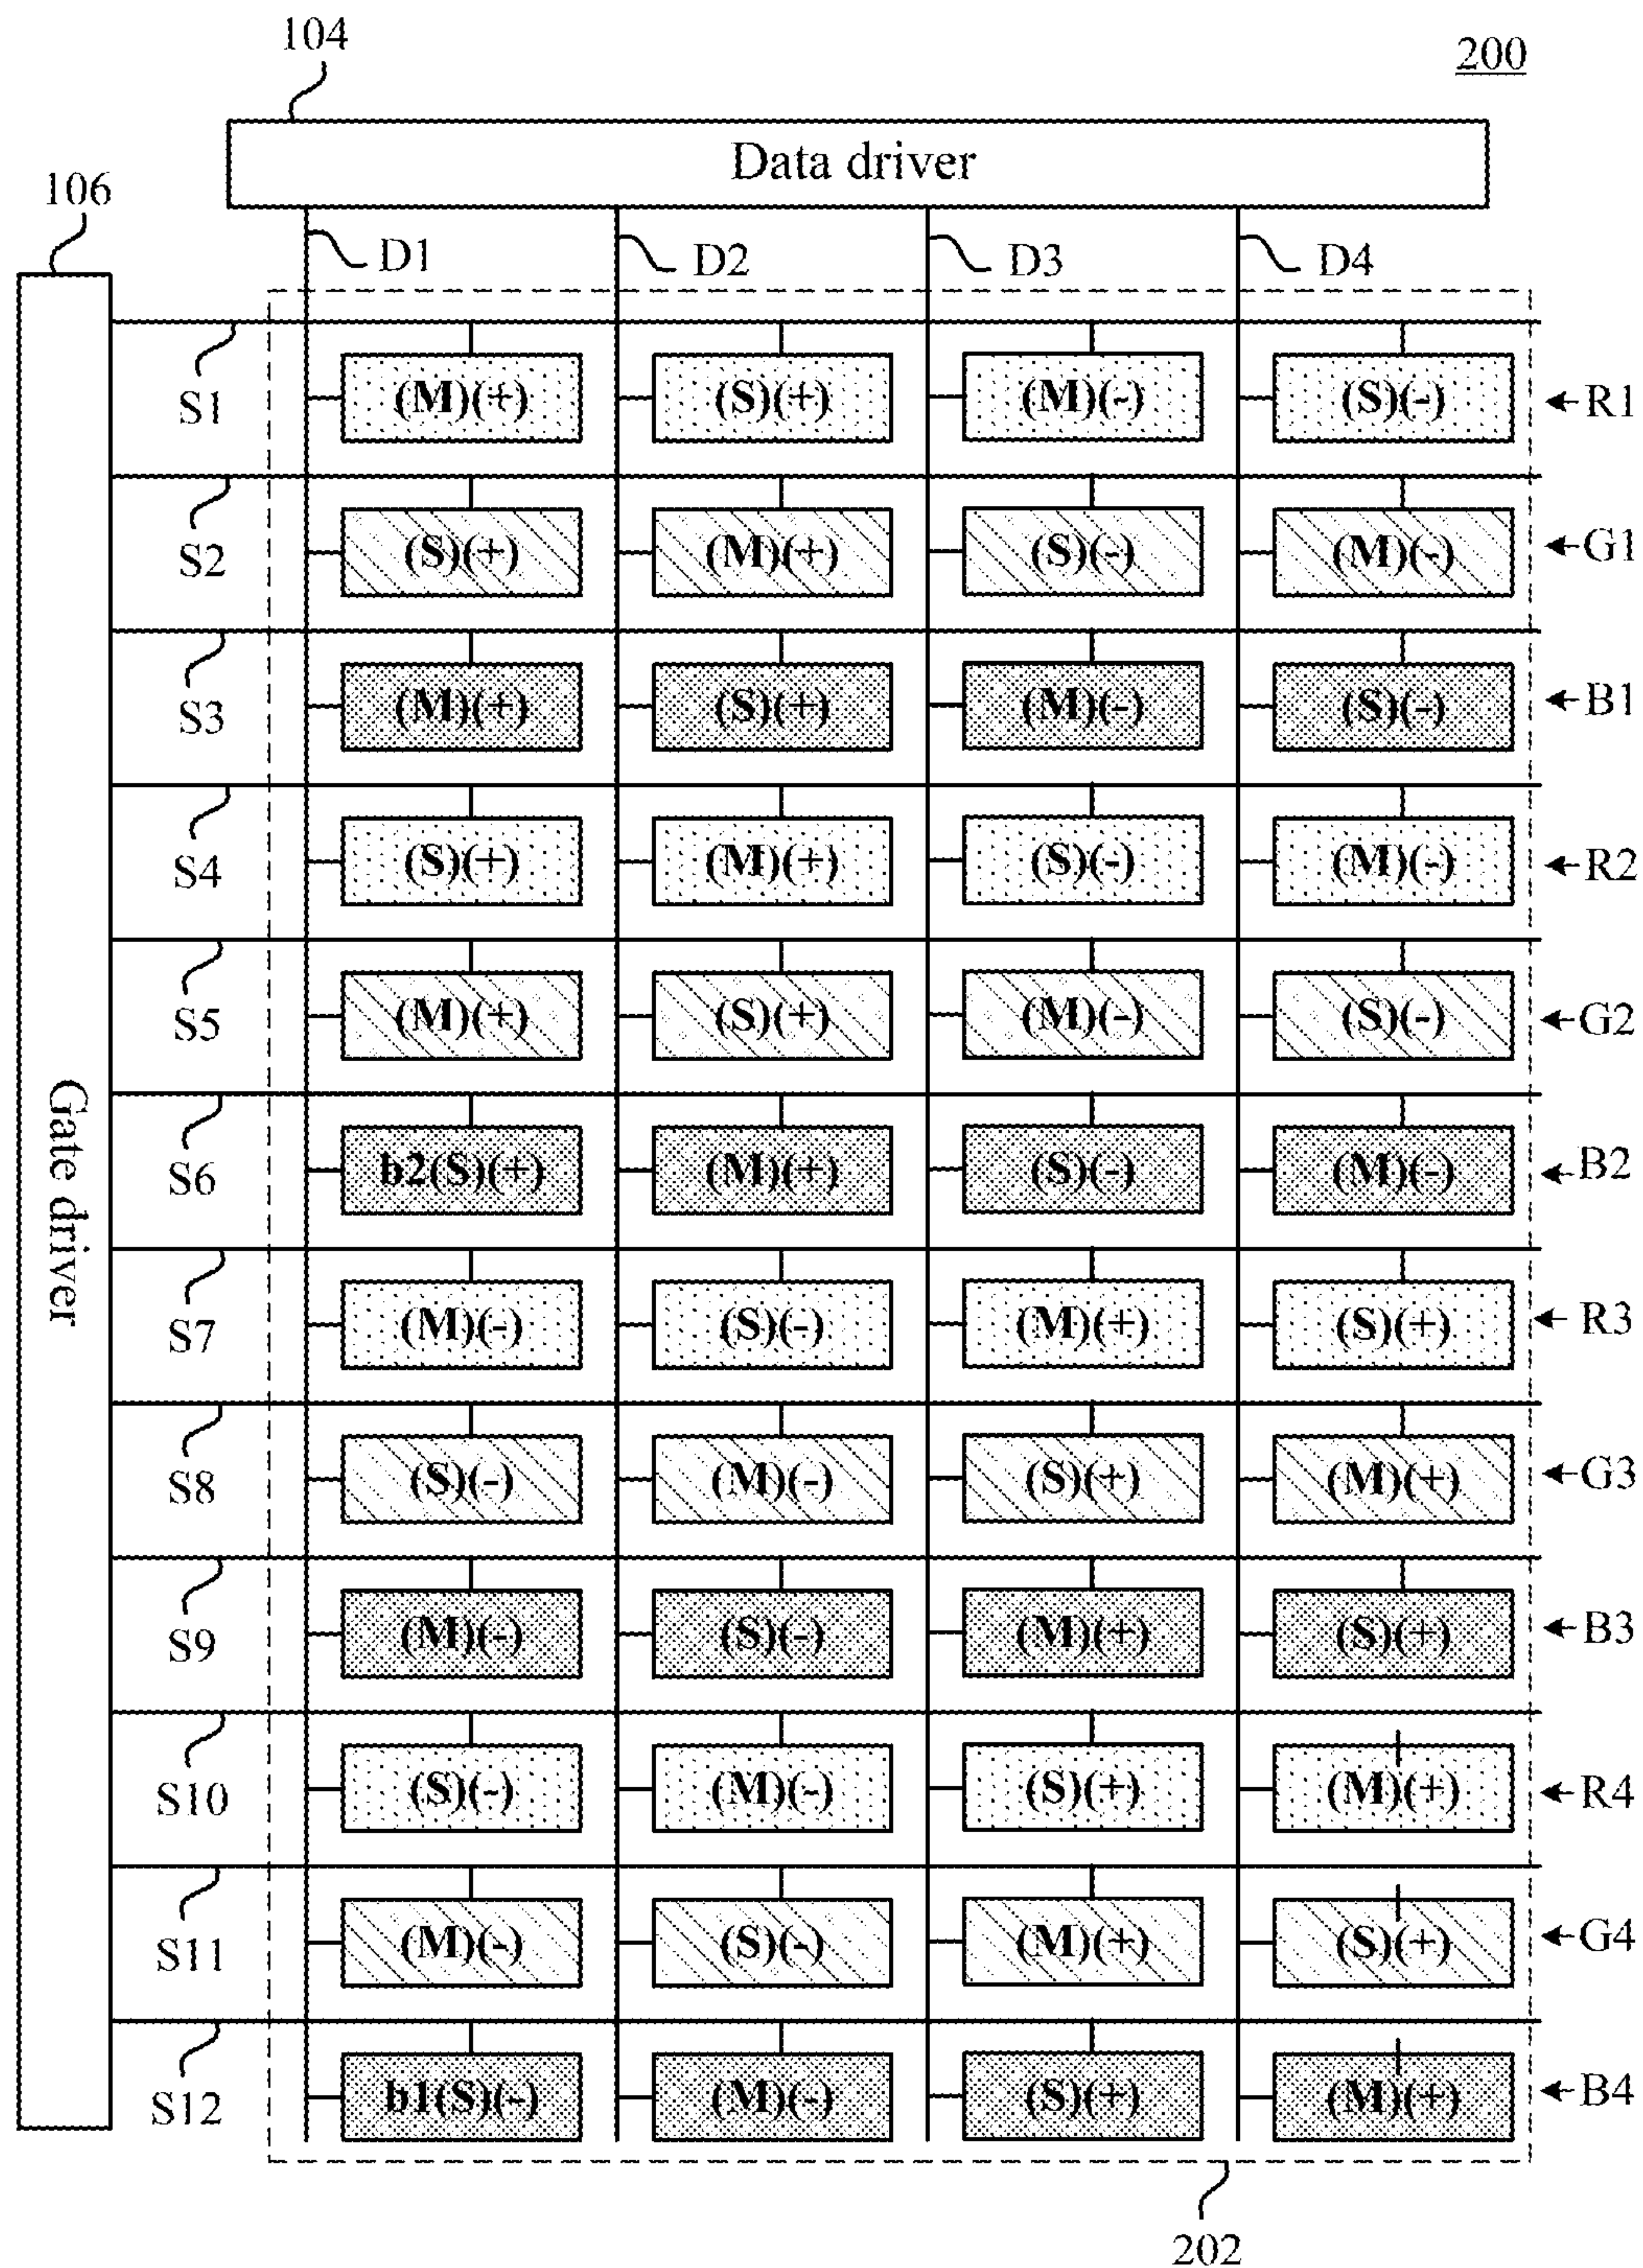 104
200
Data driver
106
D1 D2 D3 D4
S1 (M)(+) (S)(+) (M)(-) (S)(-) R1
S2 (S)(+) (M)(+) (S)(-) (M)(-) G1
S3 (M)(+) (S)(+) (M)(-) (S)(-) B1
S4 (S)(+) (M)(+) (S)(-) (M)(-) R2
S5 (M)(+) (S)(+) (M)(-) (S)(-) G2
Gate driver
S6 b2(S)(+) (M)(+) (S)(-) (M)(-) B2
S7 (M)(-) (S)(-) (M)(+) (S)(+) R3
S8 (S)(-) (M)(-) (S)(+) (M)(+) G3
S9 (M)(-) (S)(-) (M)(+) (S)(+) B3
S10 (S)(-) (M)(-) (S)(+) (M)(+) R4
S11 (M)(-) (S)(-) (M)(+) (S)(+) G4
S12 b1(S)(-) (M)(-) (S)(+) (M)(+) B4
202